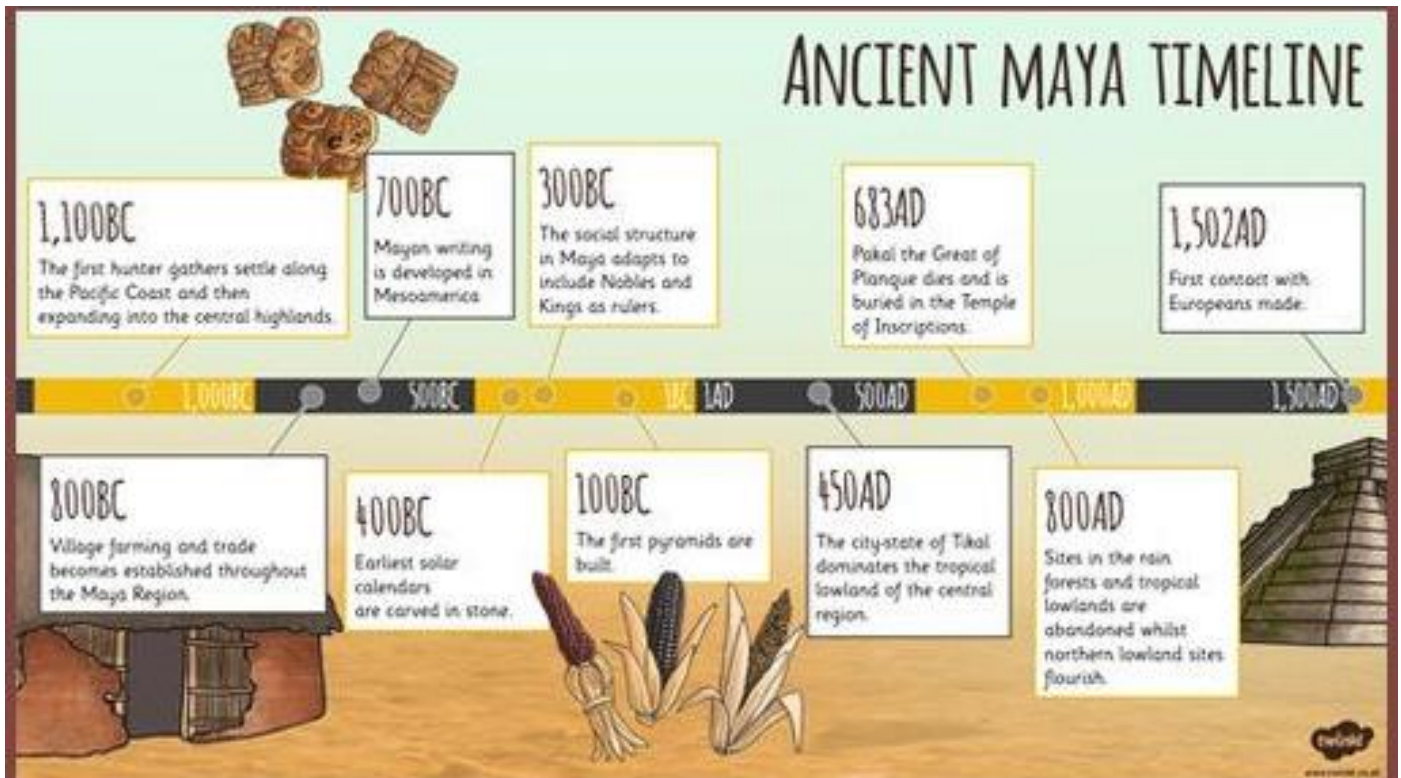 ANCIENT MAYA TIMELINE
1,100BC
The first hunter gathers settle along
the Pacific Coast and then
expanding into the central highlands.
700BC
Mayan writing
is developed in
Mesoamerica
300BC
The social structure
in Maya adapts to
include Nobles and
Kings as rulers.
683AD
Pakal the Great of
Planque dies and is
buried in the Temple
of Inscriptions.
1,502AD
First contact with
Europeans made.
1,000BC
500BC
1BC
1AD
500AD
1,000AD
1,500AD
800BC
Village farming and trade
becomes established throughout
the Maya Region.
400BC
Earliest solar
calendars
are carved in stone.
100BC
The first pyramids are
built.
450AD
The city-state of Tikal
dominates the tropical
lowland of the central
region.
800AD
Sites in the rain
forests and tropical
lowlands are
abandoned whilst
northern lowland sites
flourish.
twinkl